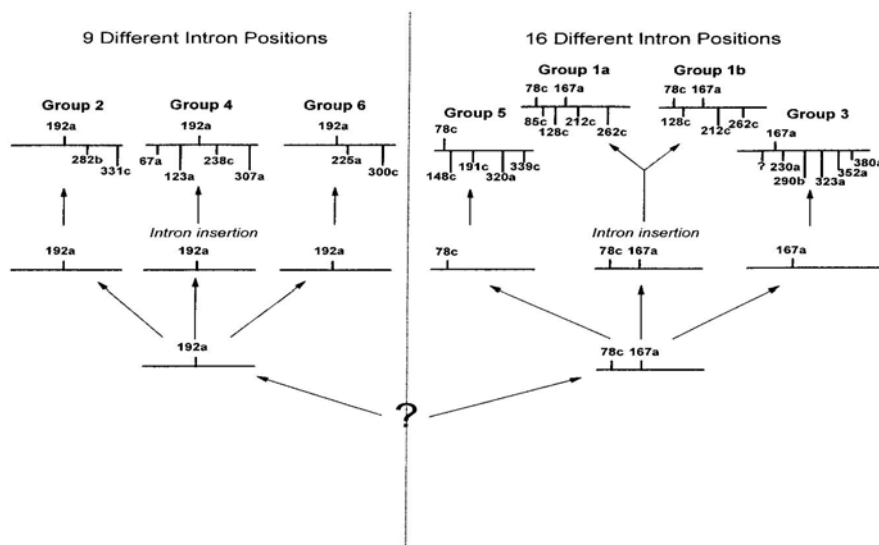 9 Different Intron Positions
Group 2
192a
282b
331c
Group 4
192a
67a
123a
238c
307a
Group 6
192a
225a
300c
Intron insertion
192a
192a
192a
192a
16 Different Intron Positions
Group 5
78c
148c
191c
320a
339c
Group 1a
78c 167a
85c
128c
212c
262c
Group 1b
78c 167a
128c
212c
262c
Group 3
167a
?
230a
290b
323a
352a
380a
Intron insertion
78c
78c 167a
167a
78c 167a
?